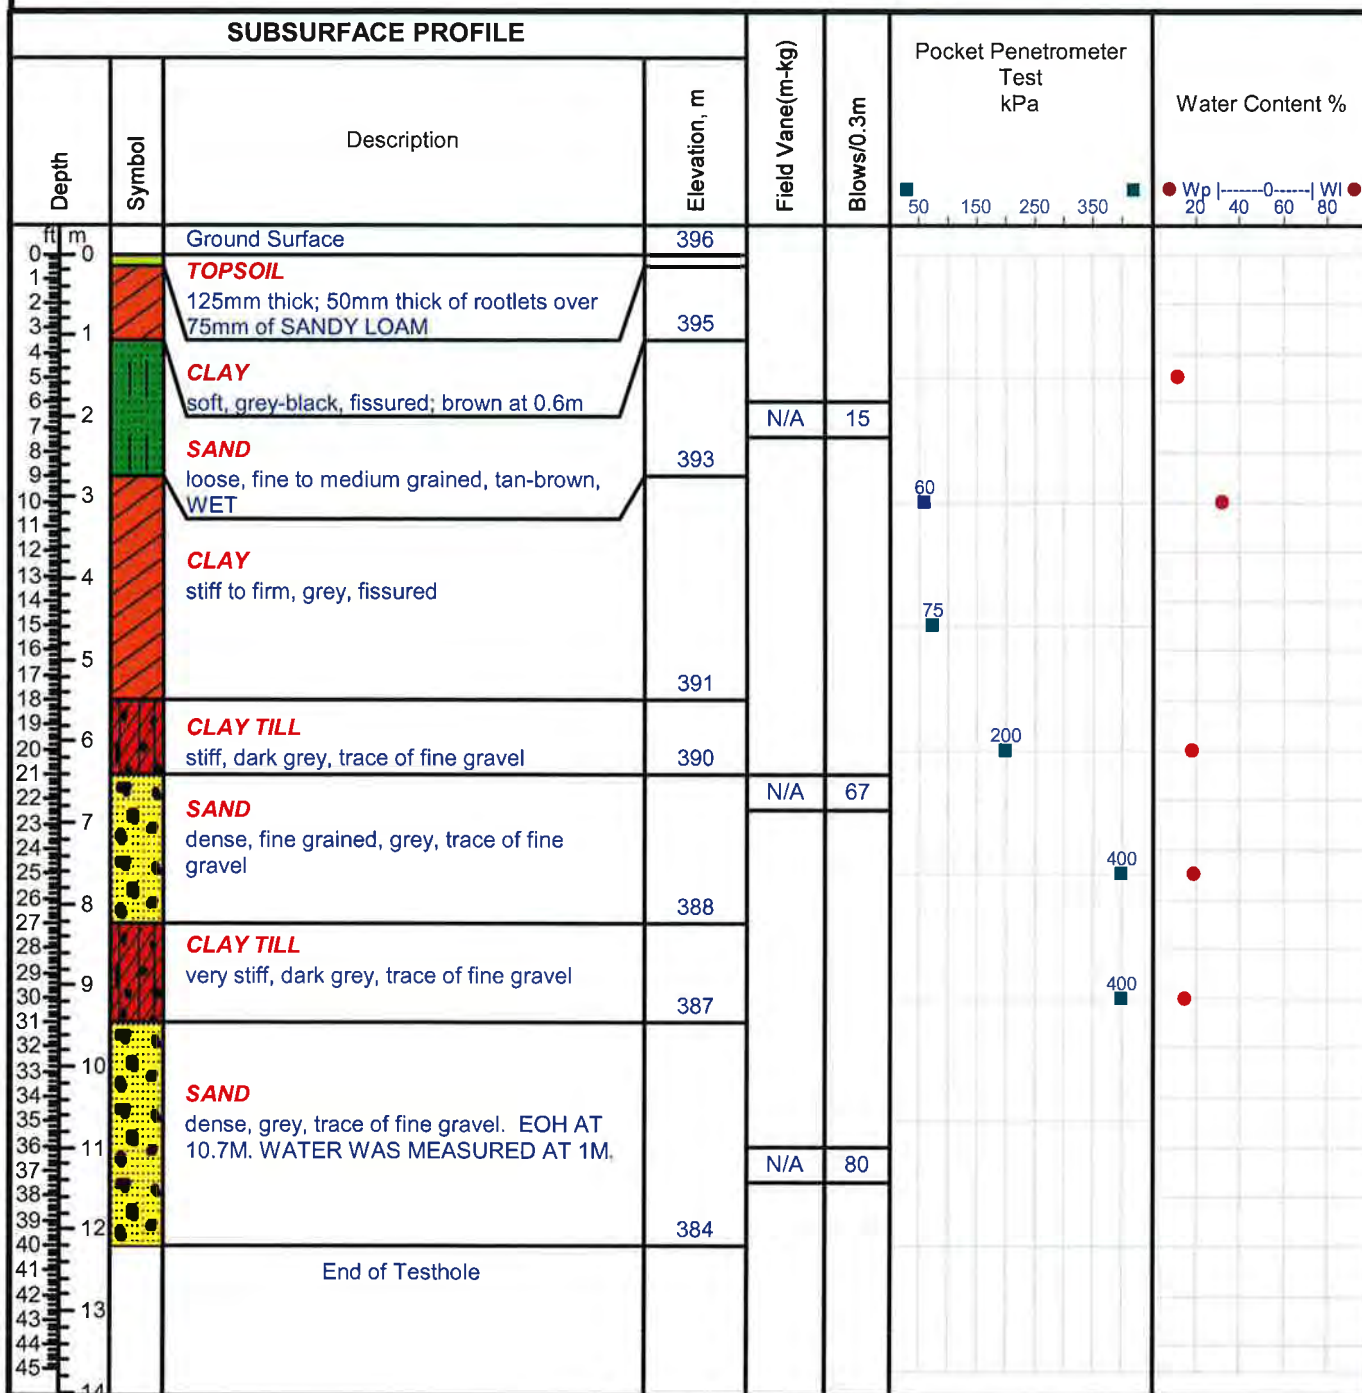 SUBSURFACE PROFILE
Depth
Symbol
Description
Elevation, m
Field Vane(m-kg)
Blows/0.3m
Pocket Penetrometer
Test
kPa
50 150 250 350
Water Content %
Wp |-------0------| Wl
20 40 60 80
ft m
Ground Surface
396
TOPSOIL
125mm thick; 50mm thick of rootlets over
75mm of SANDY LOAM
395
CLAY
soft, grey-black, fissured; brown at 0.6m
N/A 15
SAND
393
loose, fine to medium grained, tan-brown,
WET
60
CLAY
stiff to firm, grey, fissured
75
391
CLAY TILL
stiff, dark grey, trace of fine gravel
390
200
N/A 67
SAND
dense, fine grained, grey, trace of fine
gravel
400
388
CLAY TILL
very stiff, dark grey, trace of fine gravel
400
387
SAND
dense, grey, trace of fine gravel. EOH AT
10.7M. WATER WAS MEASURED AT 1M.
N/A 80
384
End of Testhole
0
1
2
3
4
5
6
7
8
9
10
11
12
13
14
15
16
17
18
19
20
21
22
23
24
25
26
27
28
29
30
31
32
33
34
35
36
37
38
39
40
41
42
43
44
45
0
1
2
3
4
5
6
7
8
9
10
11
12
13
14